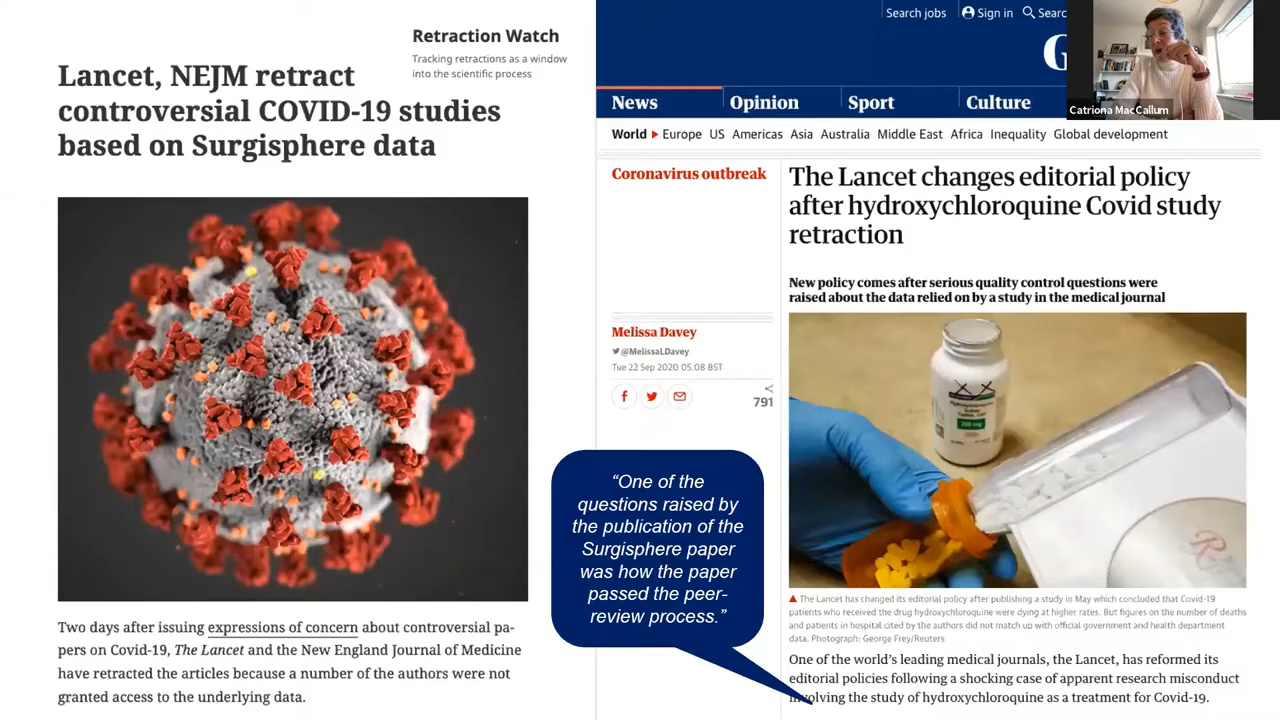 Retraction Watch
Tracking retractions as a window
into the scientific process
Lancet, NEJM retract
controversial COVID-19 studies
based on Surgisphere data
Two days after issuing expressions of concern about controversial pa-
pers on Covid-19, The Lancet and the New England Journal of Medicine
have retracted the articles because a number of the authors were not
granted access to the underlying data.
Search jobs
Sign in
Searc
G
Catriona MacCallum
News
Opinion
Sport
Culture
World
Europe US Americas Asia Australia Middle East Africa Inequality Global development
Coronavirus outbreak
The Lancet changes editorial policy
after hydroxychloroquine Covid study
retraction
New policy comes after serious quality control questions were
raised about the data relied on by a study in the medical journal
Melissa Davey
@MelissaLDavey
Tue 22 Sep 2020 05.08 BST
791
200 mg
“One of the
questions raised by
the publication of the
Surgisphere paper
was how the paper
passed the peer-
review process.”
The Lancet has changed its editorial policy after publishing a study in May which concluded that Covid-19
patients who received the drug hydroxychloroquine were dying at higher rates. But figures on the number of deaths
and patients in hospital cited by the authors did not match up with official government and health department
data. Photograph: George Frey/Reuters
One of the world’s leading medical journals, the Lancet, has reformed its
editorial policies following a shocking case of apparent research misconduct
involving the study of hydroxychloroquine as a treatment for Covid-19.